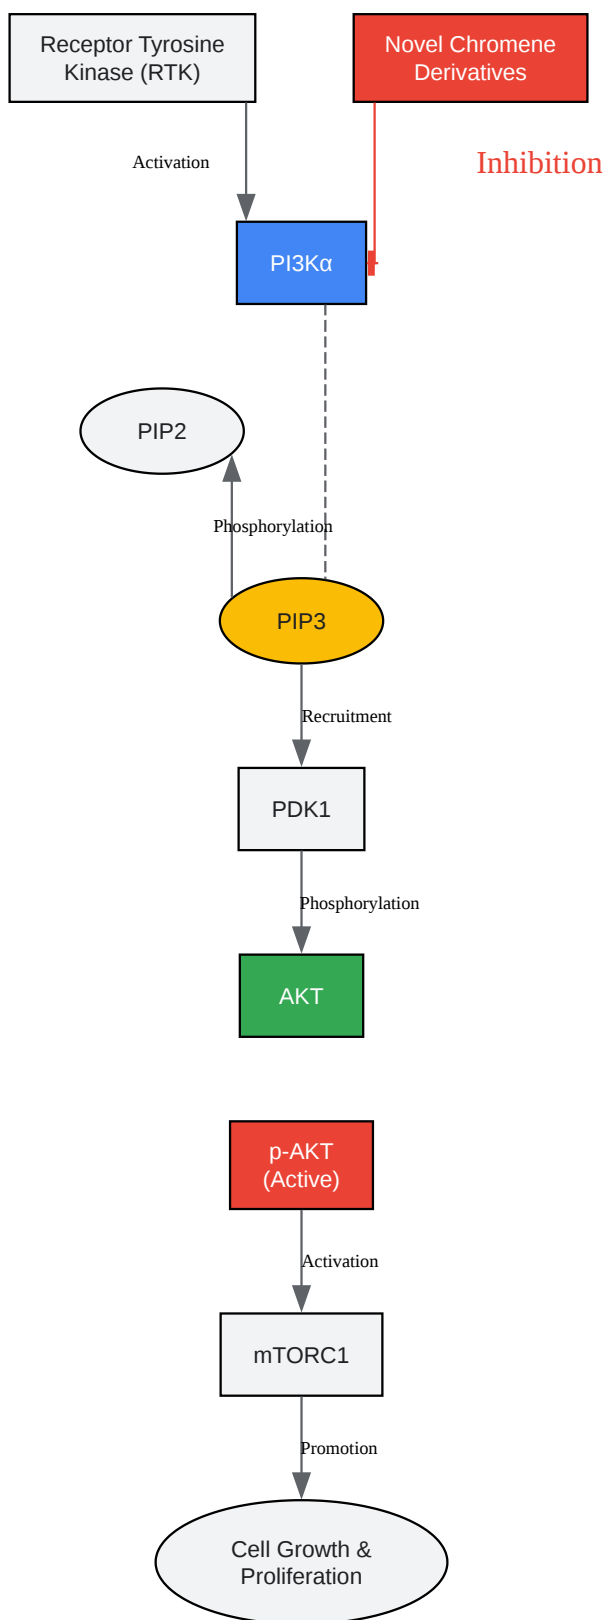 Receptor Tyrosine
Kinase (RTK)
Novel Chromene
Derivatives
Activation
Inhibition
PI3Kα
PIP2
Phosphorylation
PIP3
Recruitment
PDK1
Phosphorylation
AKT
p-AKT
(Active)
Activation
mTORC1
Promotion
Cell Growth &
Proliferation